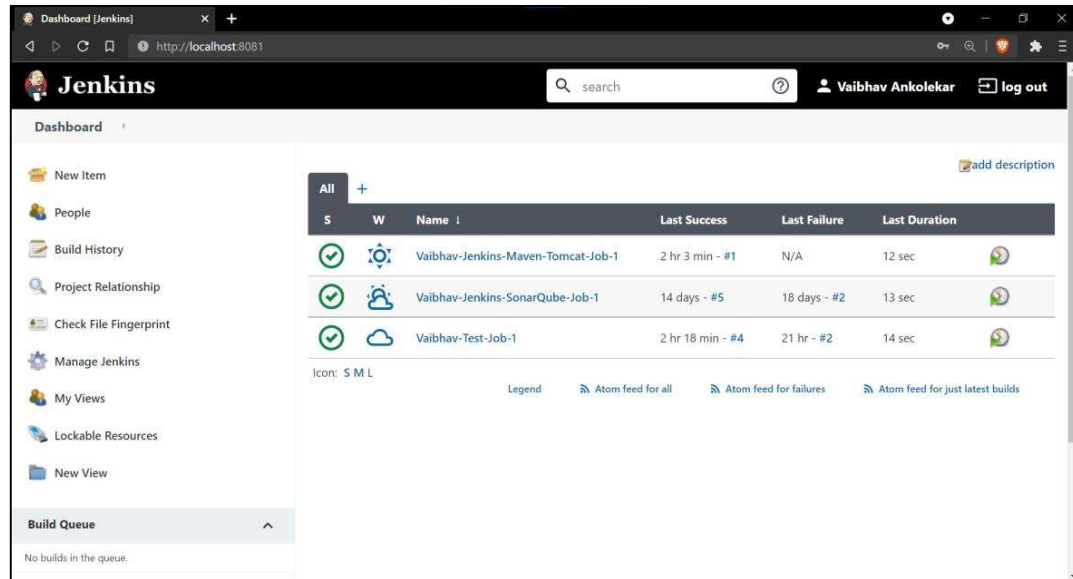 Dashboard [Jenkins]
http://localhost:8081
Jenkins
search
Vaibhav Ankolekar
log out
Dashboard
New Item
People
Build History
Project Relationship
Check File Fingerprint
Manage Jenkins
My Views
Lockable Resources
New View
Build Queue
No builds in the queue.
add description
All +
S W Name ↓ Last Success Last Failure Last Duration
Vaibhav-Jenkins-Maven-Tomcat-Job-1 2 hr 3 min - #1 N/A 12 sec
Vaibhav-Jenkins-SonarQube-Job-1 14 days - #5 18 days - #2 13 sec
Vaibhav-Test-Job-1 2 hr 18 min - #4 21 hr - #2 14 sec
Icon: S M L
Legend Atom feed for all Atom feed for failures Atom feed for just latest builds